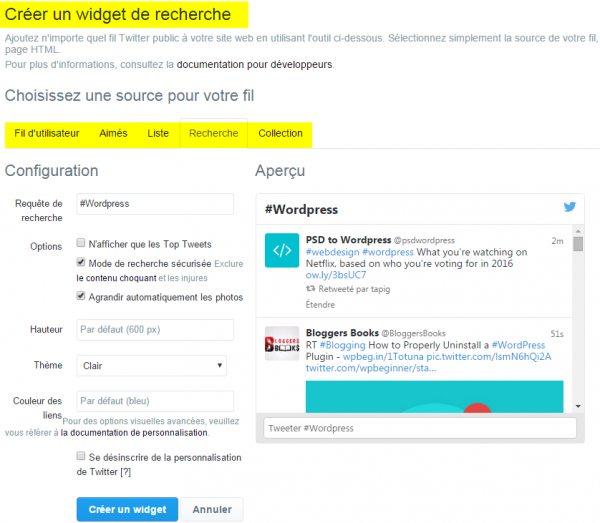 Créer un widget de recherche
Ajoutez n'importe quel fil Twitter public à votre site web en utilisant l'outil ci-dessous. Sélectionnez simplement la source de votre fil,
page HTML.
Pour plus d'informations, consultez la documentation pour développeurs.
Choisissez une source pour votre fil
Fil d'utilisateur Aimés Liste Recherche Collection
Configuration
Requête de recherche
#Wordpress
Options
N'afficher que les Top Tweets
Mode de recherche sécurisée Exclure
le contenu choquant et les injures
Agrandir automatiquement les photos
Hauteur
Par défaut (600 px)
Thème
Clair
Couleur des liens
Par défaut (bleu)
Pour des options visuelles avancées, veuillez
vous référer à la documentation de personnalisation.
Se désinscrire de la personnalisation
de Twitter [?]
Créer un widget Annuler
Aperçu
#Wordpress
PSD to Wordpress @psdwordpress 2m
#webdesign #wordpress What you're watching on
Netflix, based on who you're voting for in 2016
ow.ly/3bsUC7
Retweeté par tapig
Étendre
BLOGGERS
BOOKS
Bloggers Books @BloggersBooks 51s
RT #Blogging How to Properly Uninstall a #WordPress
Plugin - wpbeg.in/1Totuna pic.twitter.com/lsmN6hQi2A
twitter.com/wpbeginner/sta...
Tweeter #Wordpress